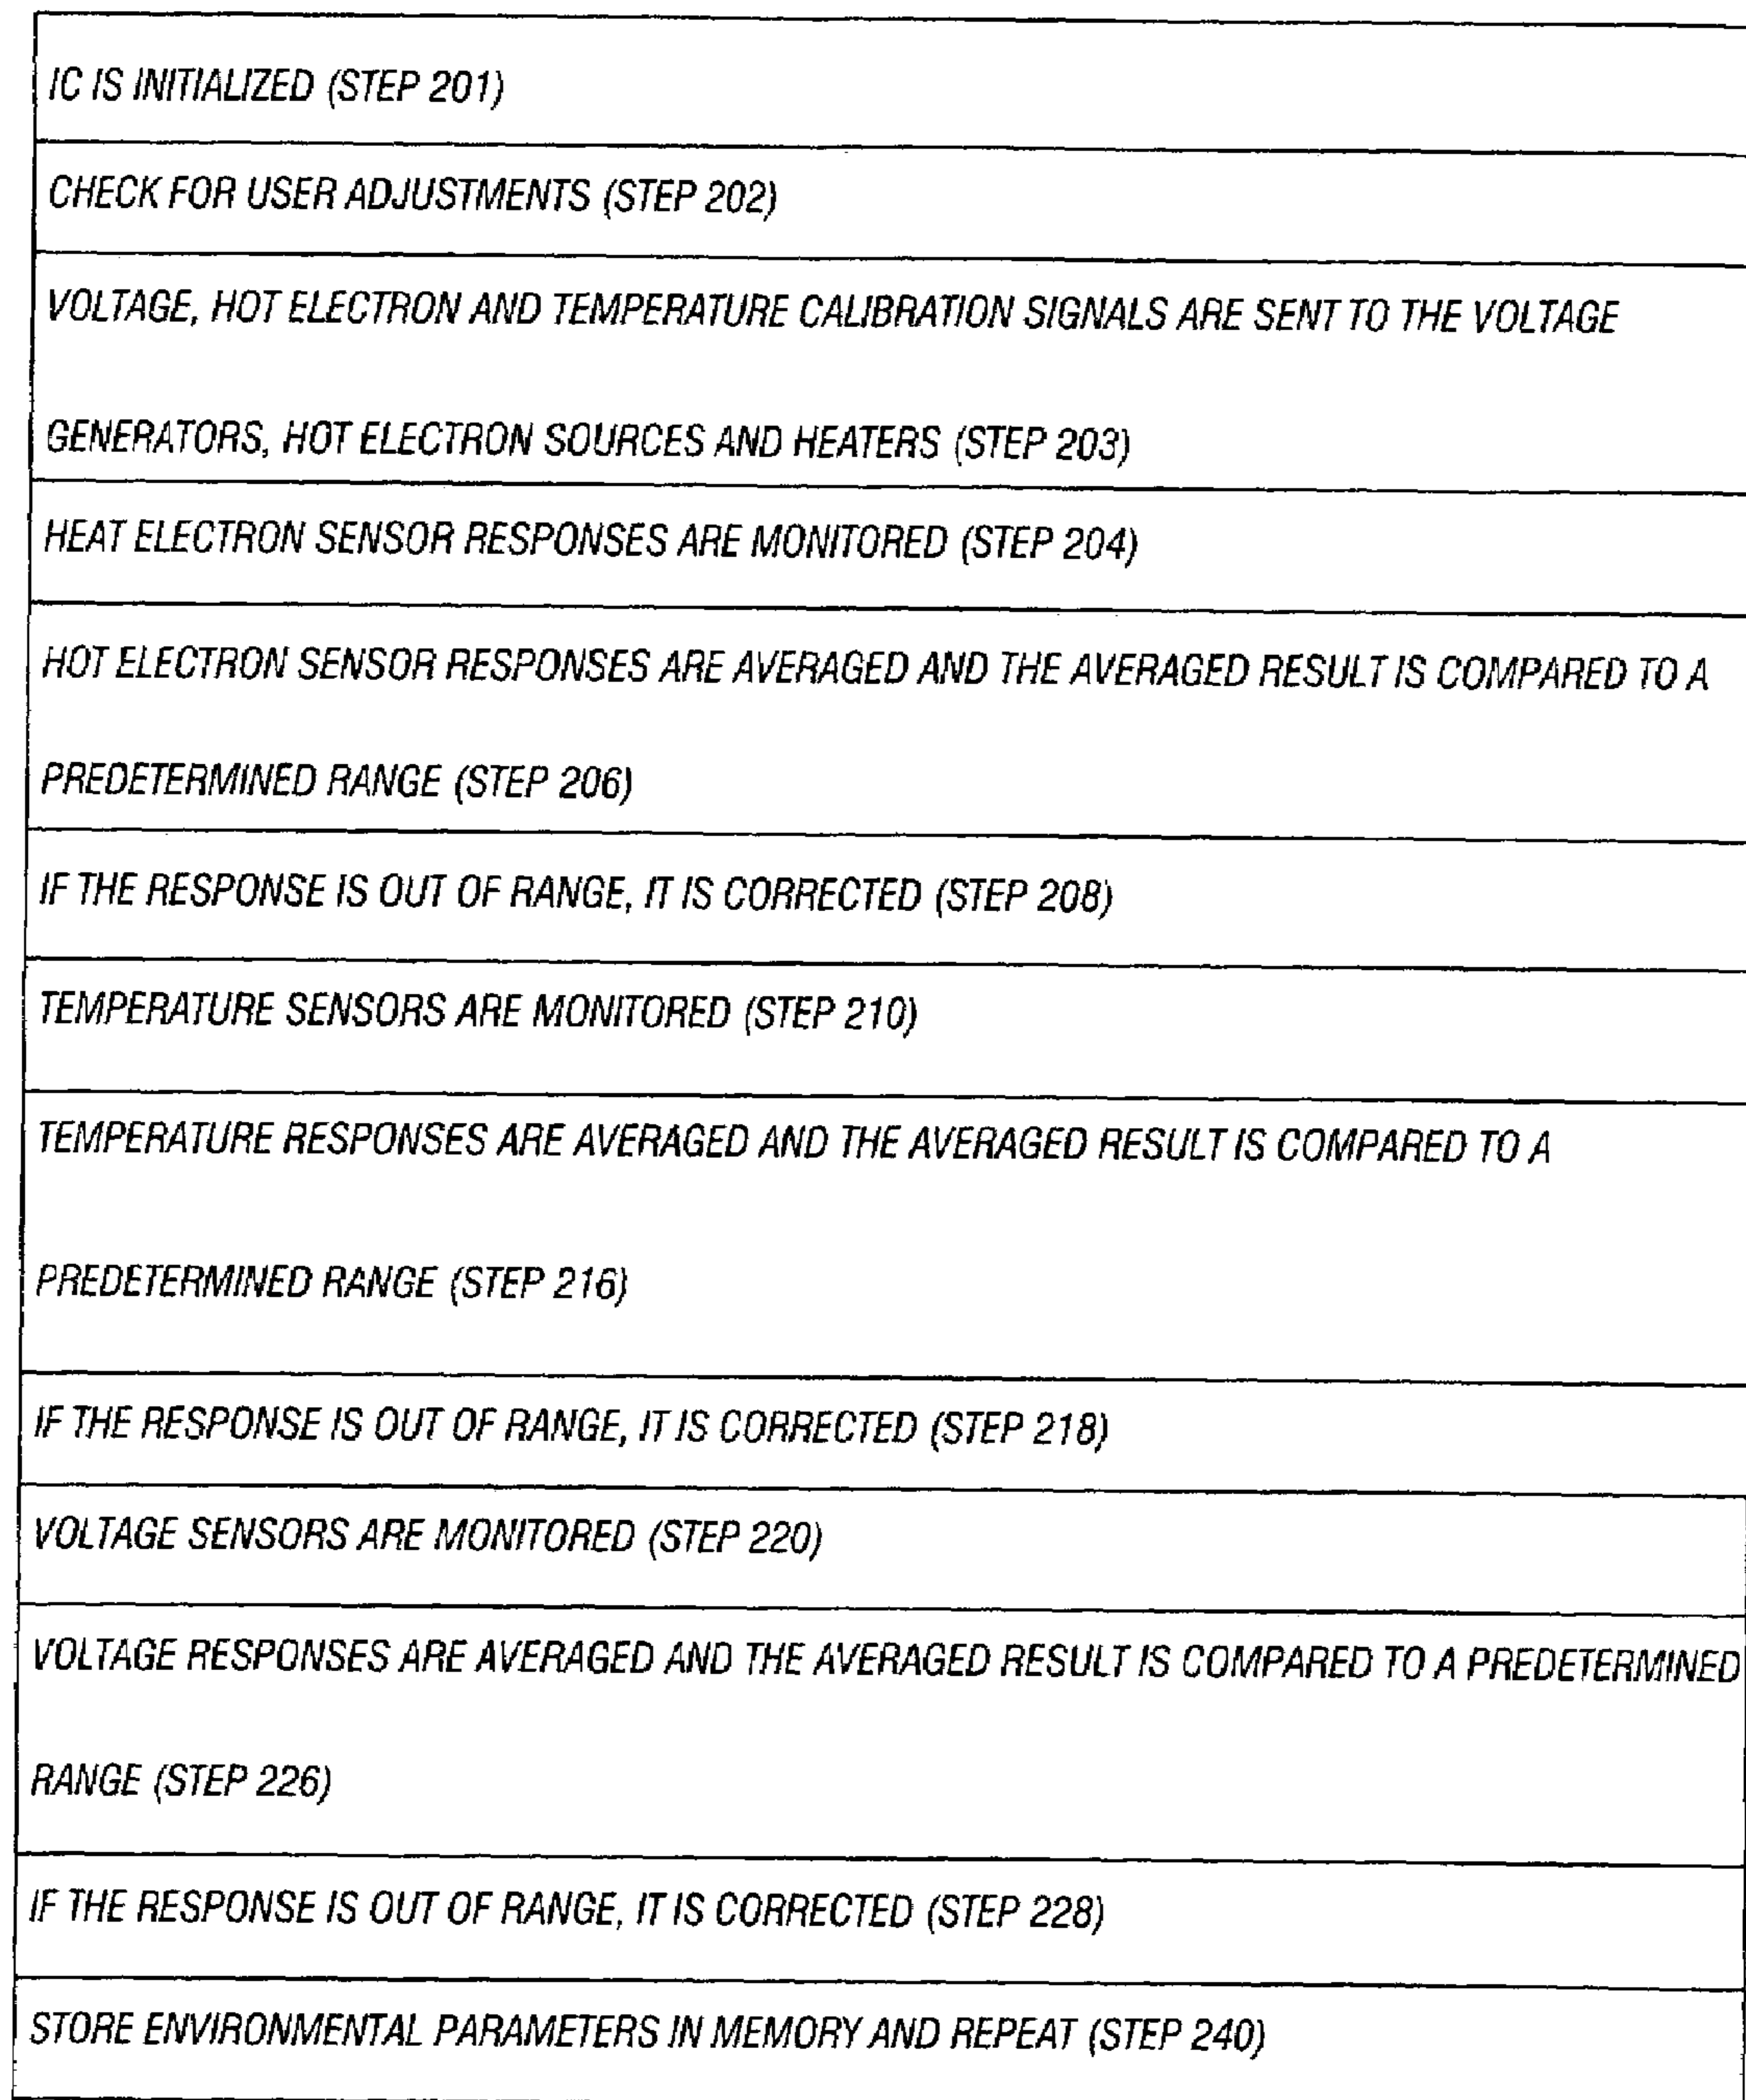 IC IS INITIALIZED (STEP 201)
CHECK FOR USER ADJUSTMENTS (STEP 202)
VOLTAGE, HOT ELECTRON AND TEMPERATURE CALIBRATION SIGNALS ARE SENT TO THE VOLTAGE
GENERATORS, HOT ELECTRON SOURCES AND HEATERS (STEP 203)
HEAT ELECTRON SENSOR RESPONSES ARE MONITORED (STEP 204)
HOT ELECTRON SENSOR RESPONSES ARE AVERAGED AND THE AVERAGED RESULT IS COMPARED TO A
PREDETERMINED RANGE (STEP 206)
IF THE RESPONSE IS OUT OF RANGE, IT IS CORRECTED (STEP 208)
TEMPERATURE SENSORS ARE MONITORED (STEP 210)
TEMPERATURE RESPONSES ARE AVERAGED AND THE AVERAGED RESULT IS COMPARED TO A
PREDETERMINED RANGE (STEP 216)
IF THE RESPONSE IS OUT OF RANGE, IT IS CORRECTED (STEP 218)
VOLTAGE SENSORS ARE MONITORED (STEP 220)
VOLTAGE RESPONSES ARE AVERAGED AND THE AVERAGED RESULT IS COMPARED TO A PREDETERMINED
RANGE (STEP 226)
IF THE RESPONSE IS OUT OF RANGE, IT IS CORRECTED (STEP 228)
STORE ENVIRONMENTAL PARAMETERS IN MEMORY AND REPEAT (STEP 240)